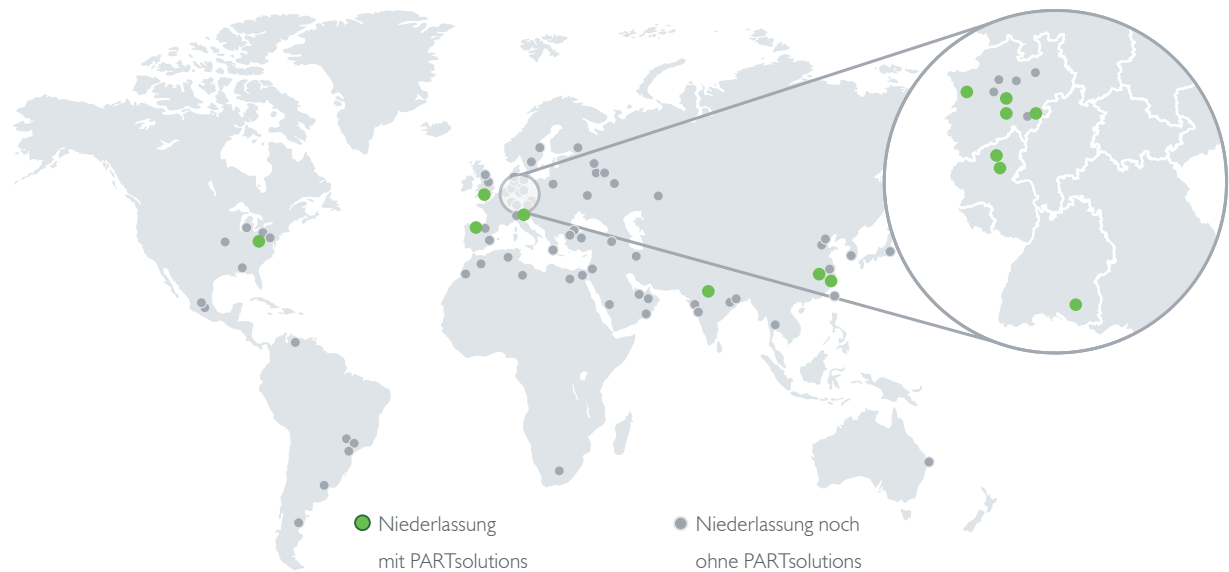 Niederlassung
mit PARTsolutions
Niederlassung noch
ohne PARTsolutions